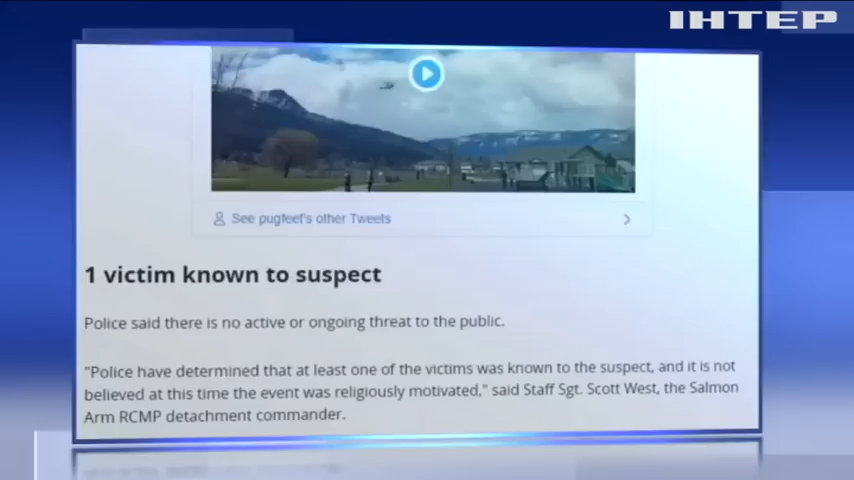 ІНТЕР
See pugfeet's other Tweets
1 victim known to suspect
Police said there is no active or ongoing threat to the public.
"Police have determined that at least one of the victims was known to the suspect, and it is not
believed at this time the event was religiously motivated," said Staff Sgt. Scott West, the Salmon
Arm RCMP detachment commander.